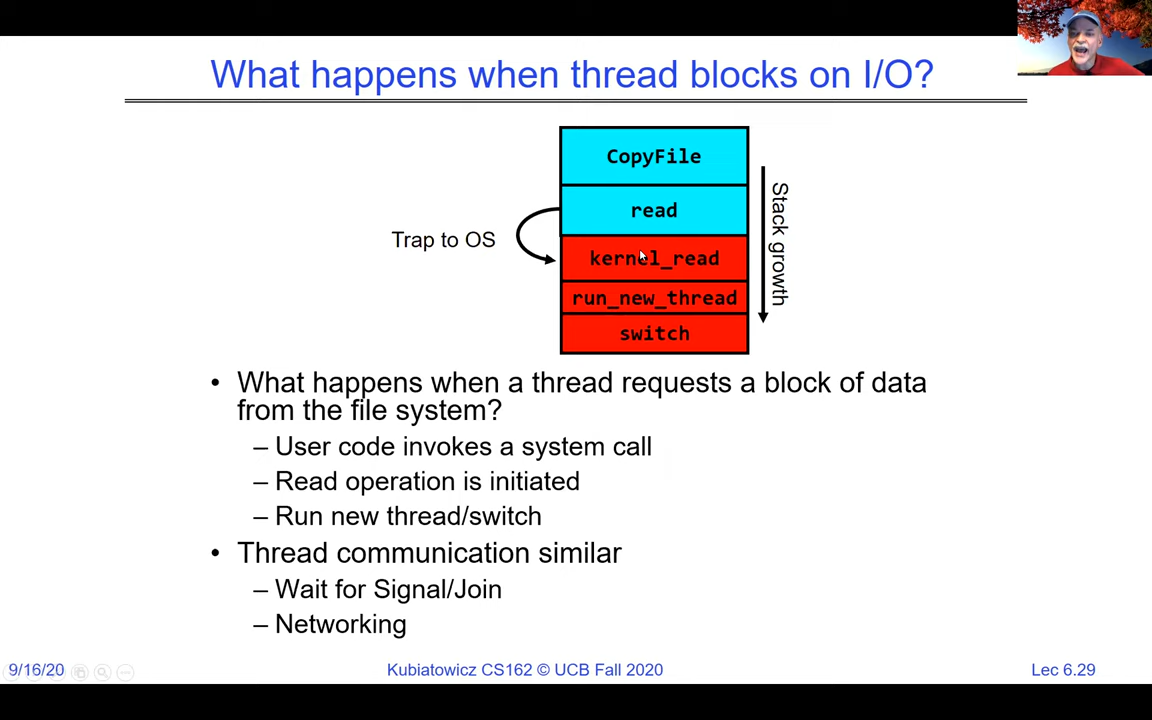 What happens when thread blocks on I/O?
CopyFile
read
Trap to OS
kernel_read
run_new_thread
switch
Stack growth
• What happens when a thread requests a block of data
from the file system?
– User code invokes a system call
– Read operation is initiated
– Run new thread/switch
• Thread communication similar
– Wait for Signal/Join
– Networking
9/16/20
Kubiatowicz CS162 © UCB Fall 2020
Lec 6.29